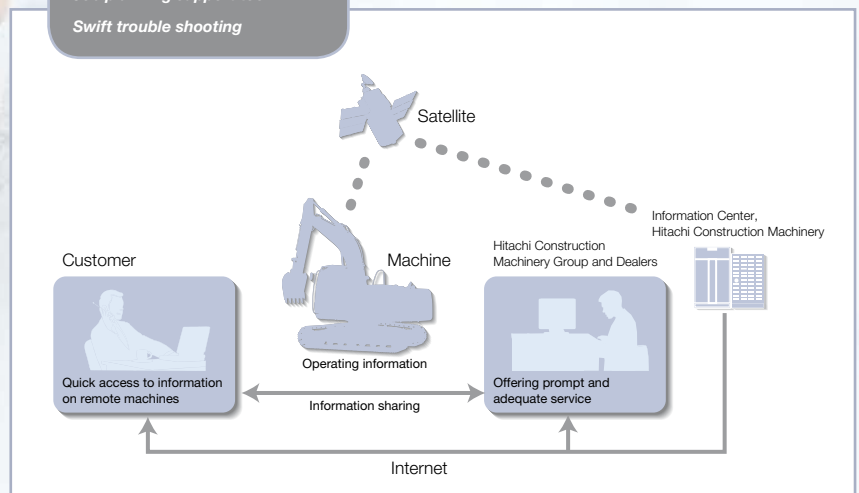 Swift trouble shooting
Satellite
Information Center,
Hitachi Construction Machinery
Hitachi Construction
Machinery Group and Dealers
Customer
Machine
Operating information
Quick access to information
on remote machines
Offering prompt and
adequate service
Information sharing
Internet